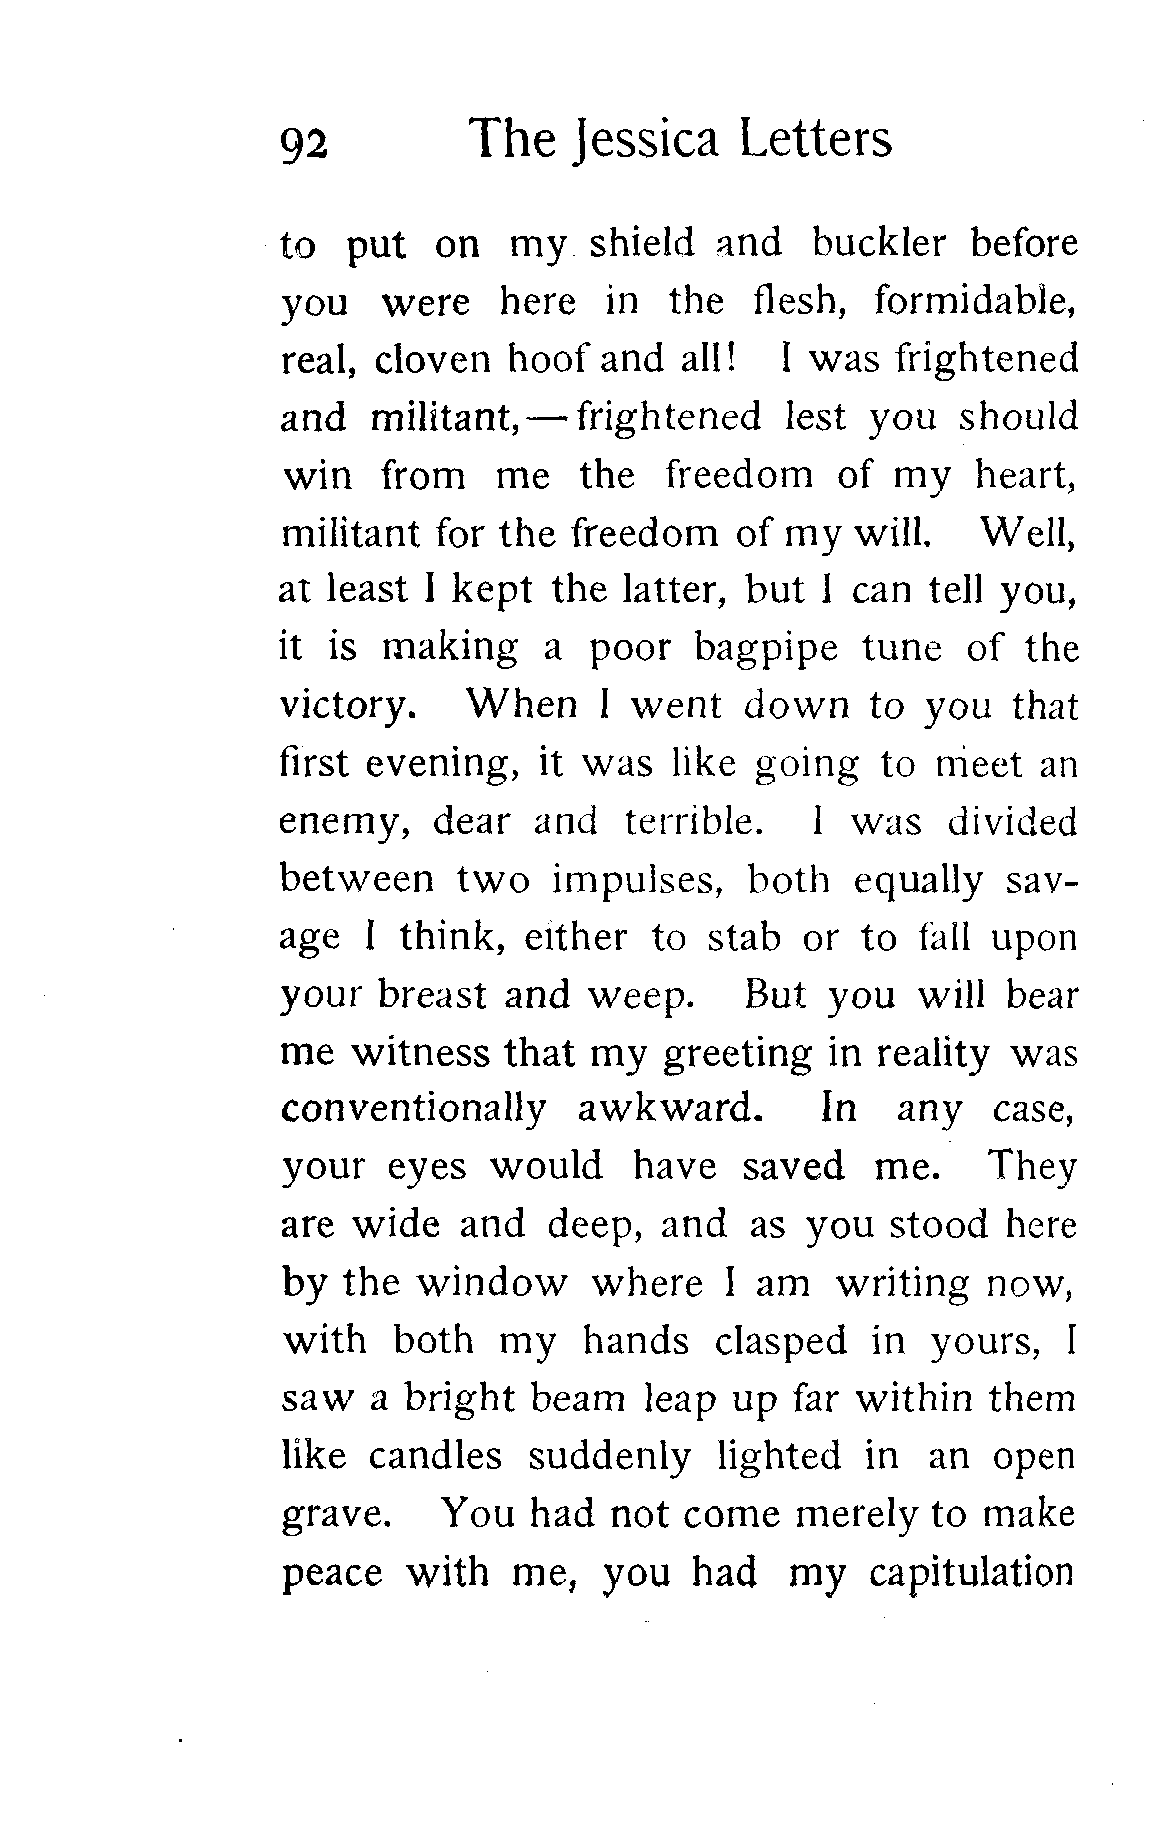 92 The Jessica Letters
to put on my shield and buckler before
you were here in the flesh, formidable,
real, cloven hoof and all! I was frightened
and militant,—frightened lest you should
win from me the freedom of my heart,
militant for the freedom of my will. Well,
at least I kept the latter, but I can tell you,
it is making a poor bagpipe tune of the
victory. When I went down to you that
first evening, it was like going to meet an
enemy, dear and terrible. I was divided
between two impulses, both equally sav-
age I think, either to stab or to fall upon
your breast and weep. But you will bear
me witness that my greeting in reality was
conventionally awkward. In any case,
your eyes would have saved me. They
are wide and deep, and as you stood here
by the window where I am writing now,
with both my hands clasped in yours, I
saw a bright beam leap up far within them
like candles suddenly lighted in an open
grave. You had not come merely to make
peace with me, you had my capitulation